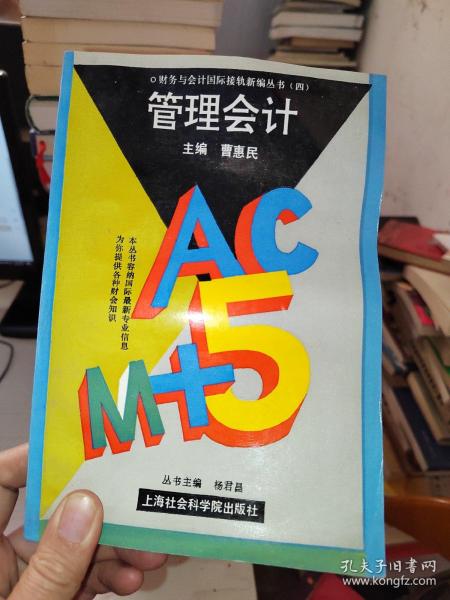 ○财务与会计国际接轨新编丛书（四）
管理会计
主编 曹惠民
AC
本丛书容纳国际最新专业信息
为你提供各种财会知识
M+5
丛书主编 杨君昌
上海社会科学院出版社
孔夫子旧书网
www.kongfz.com